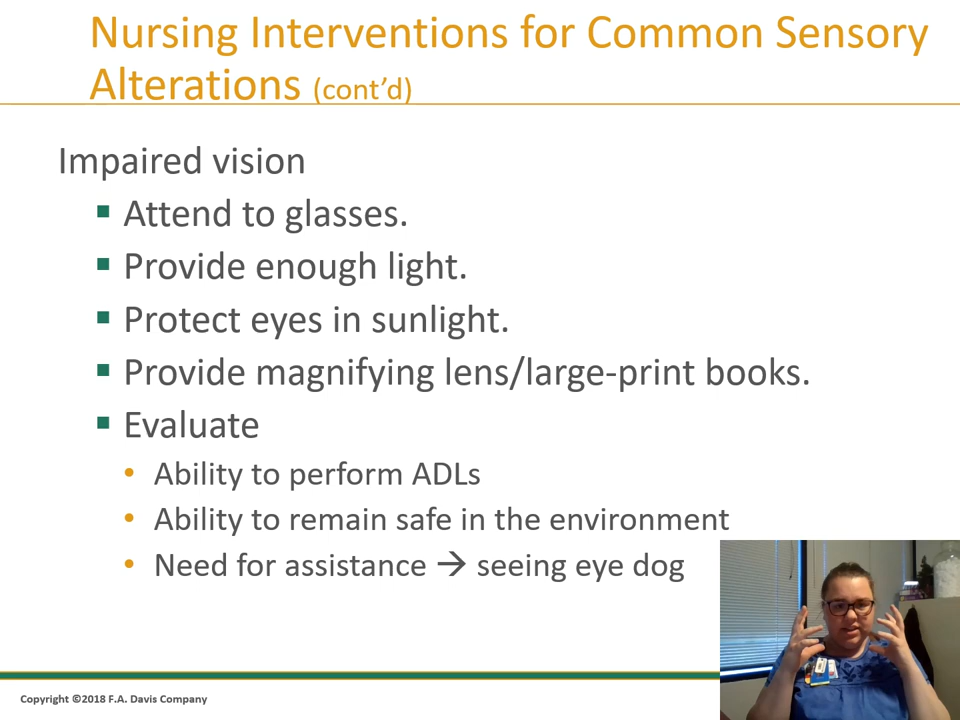 Nursing Interventions for Common Sensory
Alterations (cont’d)
Impaired vision
Attend to glasses.
Provide enough light.
Protect eyes in sunlight.
Provide magnifying lens/large-print books.
Evaluate
Ability to perform ADLs
Ability to remain safe in the environment
Need for assistance → seeing eye dog
Copyright ©2018 F.A. Davis Company